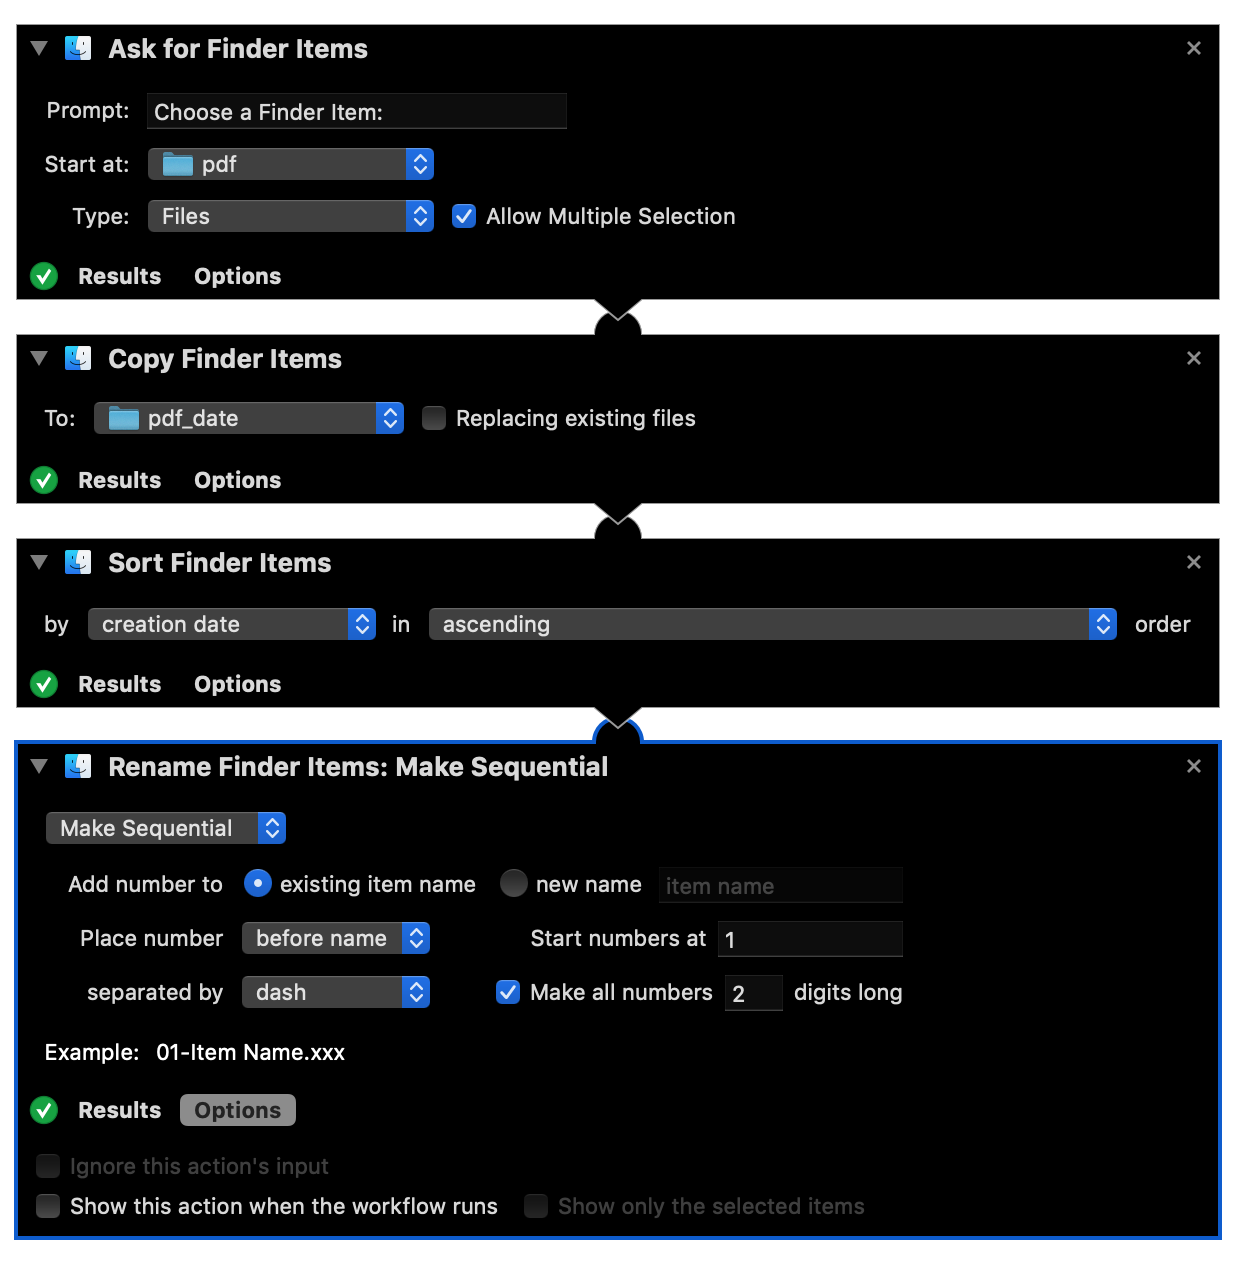 Ask for Finder Items
Prompt: Choose a Finder Item:
Start at: pdf
Type: Files Allow Multiple Selection
Results Options
Copy Finder Items
To: pdf_date Replacing existing files
Results Options
Sort Finder Items
by creation date in ascending order
Results Options
Rename Finder Items: Make Sequential
Make Sequential
Add number to existing item name new name item name
Place number before name Start numbers at 1
separated by dash Make all numbers 2 digits long
Example: 01-Item Name.xxx
Results Options
Ignore this action's input
Show this action when the workflow runs Show only the selected items